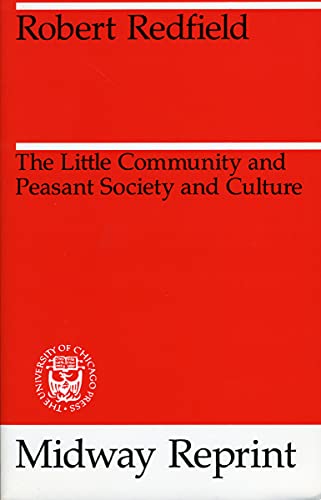 Robert Redfield
The Little Community and
Peasant Society and Culture
THE UNIVERSITY OF CHICAGO PRESS
Midway Reprint